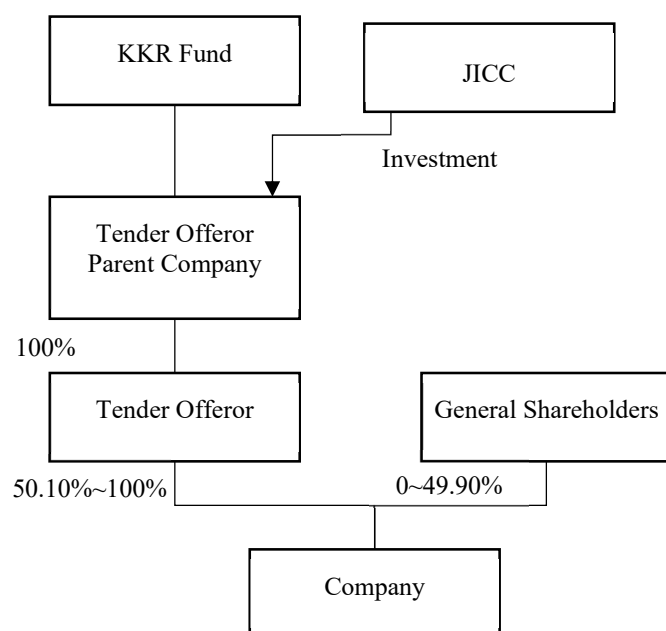 KKR Fund
JICC
Investment
Tender Offeror
Parent Company
100%
Tender Offeror
General Shareholders
50.10%~100%
0~49.90%
Company